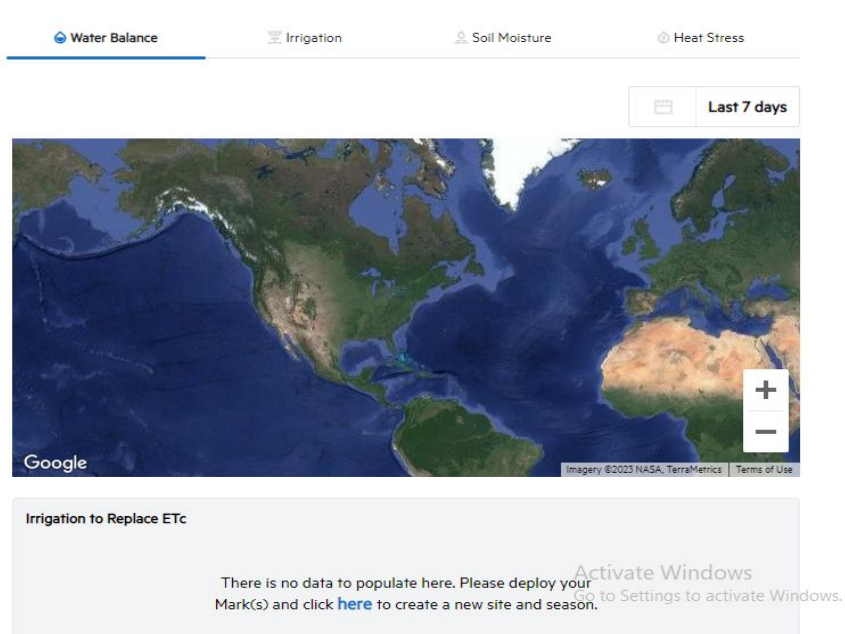 Water Balance
Irrigation
Soil Moisture
Heat Stress
Last 7 days
Google
Imagery ©2023 NASA, TerraMetrics
Terms of Use
Irrigation to Replace ETc
There is no data to populate here. Please deploy your
Mark(s) and click here to create a new site and season.
Activate Windows
Go to Settings to activate Windows.